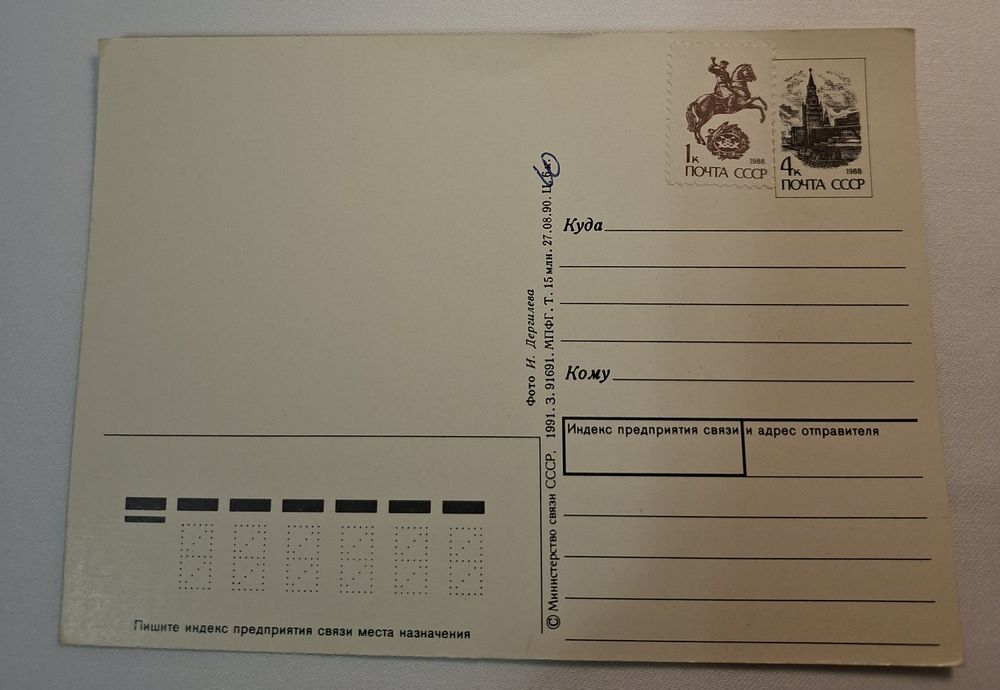 1к 1988
ПОЧТА СССР
4к 1988
ПОЧТА СССР
Куда
Кому
Индекс предприятия связи и адрес отправителя
Фото И. Дергилева
© Министерство связи СССР, 1991. З. 91691. МПФГ. Т. 15 млн. 27.08.90. Ц.
Пишите индекс предприятия связи места назначения